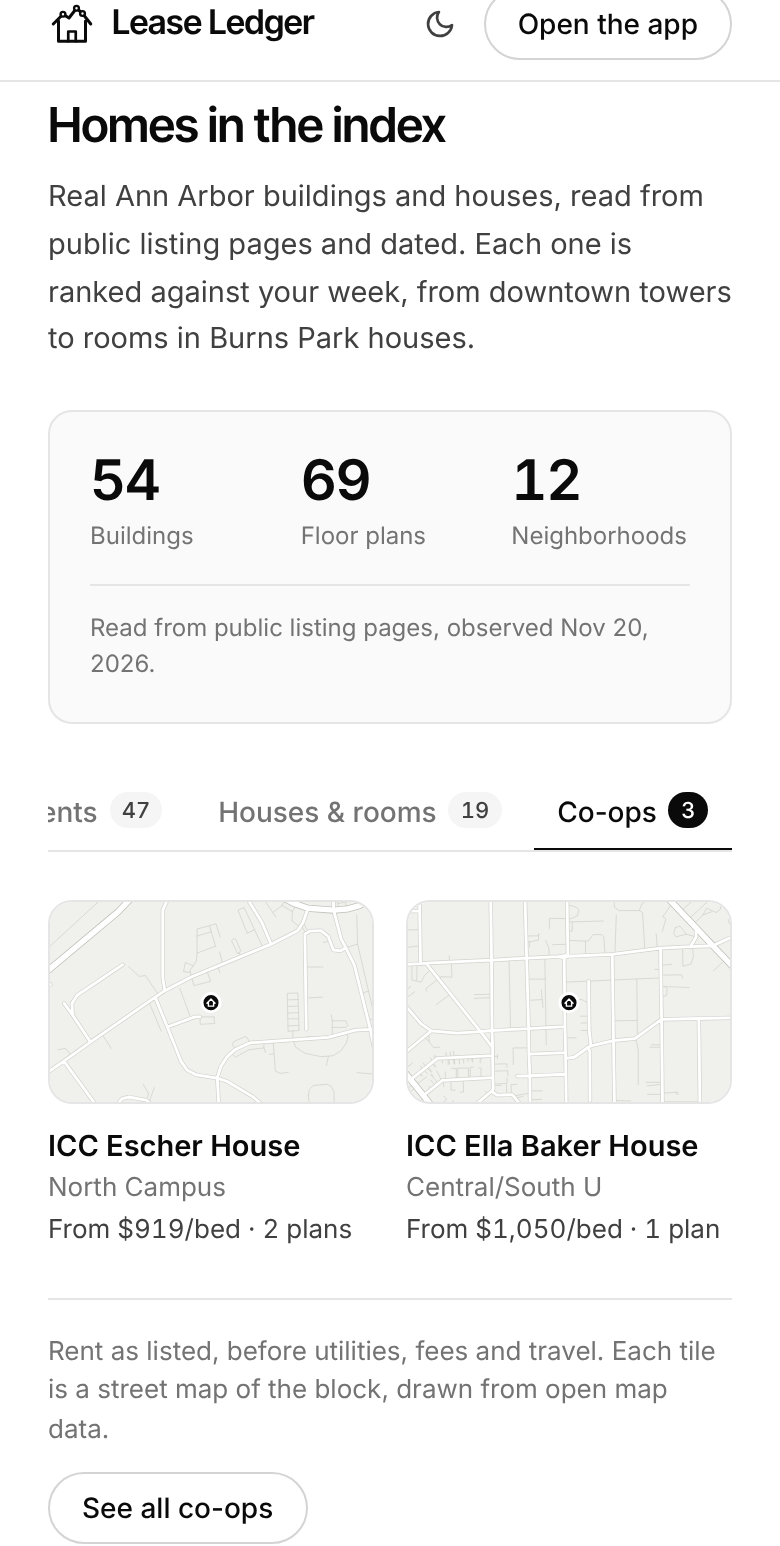 Lease Ledger
Open the app
Homes in the index
Real Ann Arbor buildings and houses, read from
public listing pages and dated. Each one is
ranked against your week, from downtown towers
to rooms in Burns Park houses.
54
69
12
Buildings
Floor plans
Neighborhoods
Read from public listing pages, observed Nov 20,
2026.
ents 47
Houses & rooms 19
Co-ops 3
ICC Escher House
North Campus
From $919/bed · 2 plans
ICC Ella Baker House
Central/South U
From $1,050/bed · 1 plan
Rent as listed, before utilities, fees and travel. Each tile
is a street map of the block, drawn from open map
data.
See all co-ops